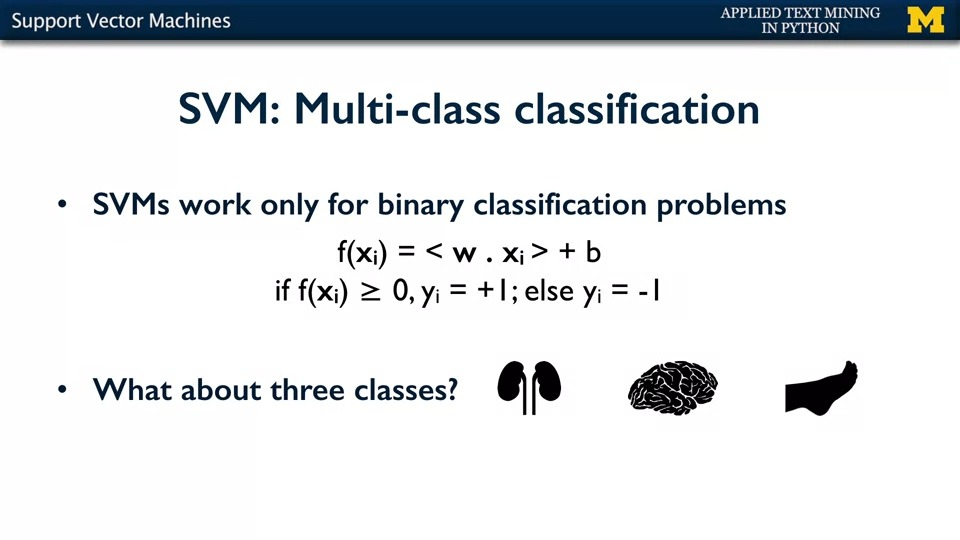 Support Vector Machines
APPLIED TEXT MINING
IN PYTHON
M
SVM: Multi-class classification
• SVMs work only for binary classification problems
f(xᵢ) = < w . xᵢ > + b
if f(xᵢ) ≥ 0, yᵢ = +1; else yᵢ = -1
• What about three classes?